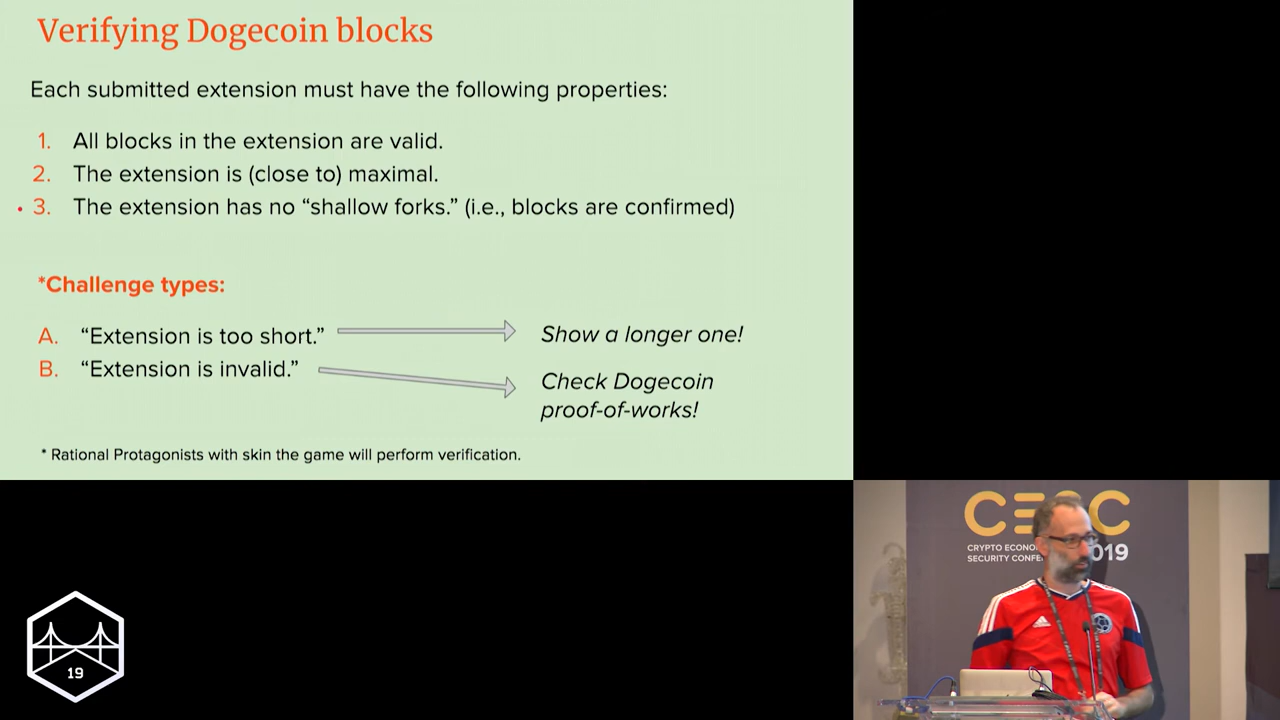 Verifying Dogecoin blocks
Each submitted extension must have the following properties:
1. All blocks in the extension are valid.
2. The extension is (close to) maximal.
3. The extension has no “shallow forks.” (i.e., blocks are confirmed)
*Challenge types:
A. “Extension is too short.”
Show a longer one!
B. “Extension is invalid.”
Check Dogecoin
proof-of-works!
* Rational Protagonists with skin the game will perform verification.
CRYPTO
SECURITY
19